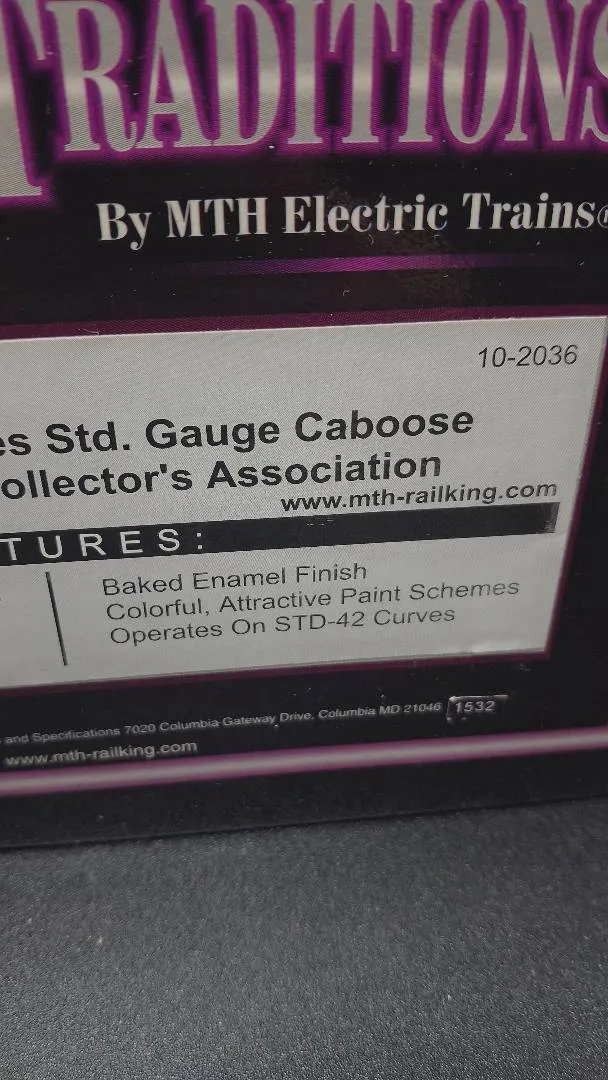 TRADITIONS
By MTH Electric Trains®
10-2036
es Std. Gauge Caboose
ollector's Association
www.mth-railking.com
TURES:
Baked Enamel Finish
Colorful, Attractive Paint Schemes
Operates On STD-42 Curves
and Specifications 7020 Columbia Gateway Drive, Columbia MD 21046 1532
www.mth-railking.com